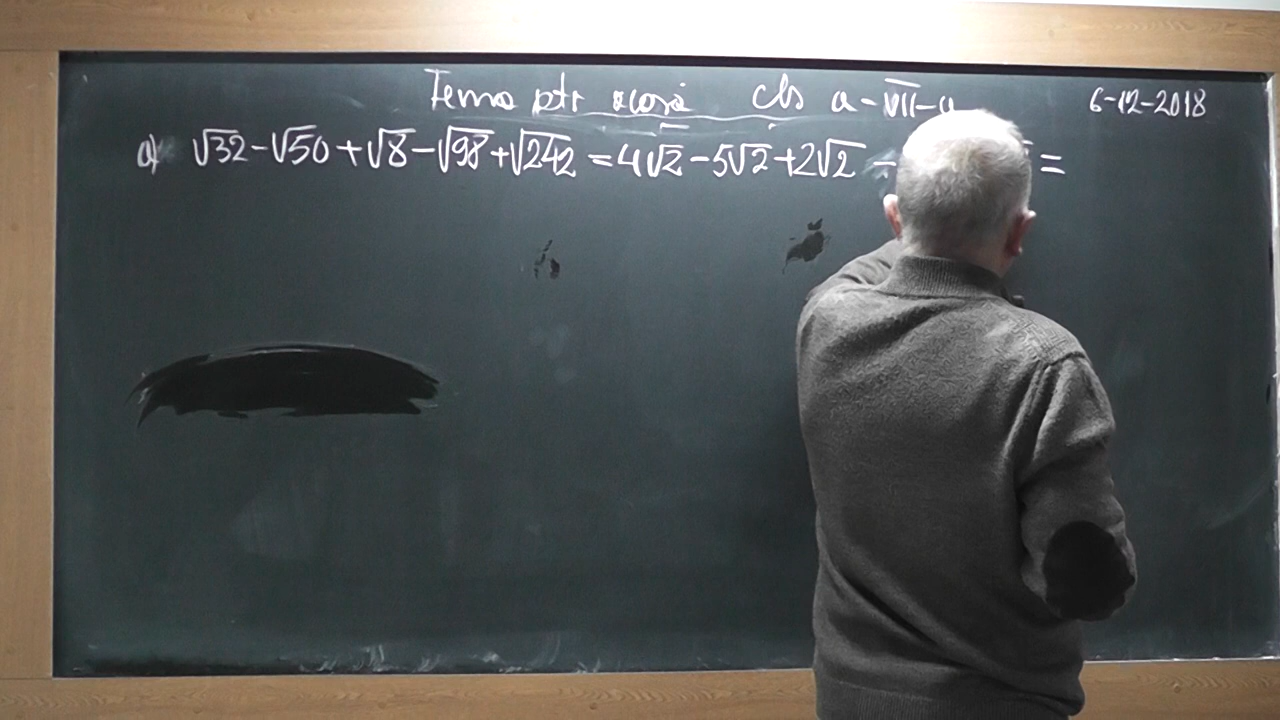 Tema ptr acasă cls a-VII-a 6-12-2018
a) √32-√50+√8-√98+√242=4√2-5√2+2√2- =